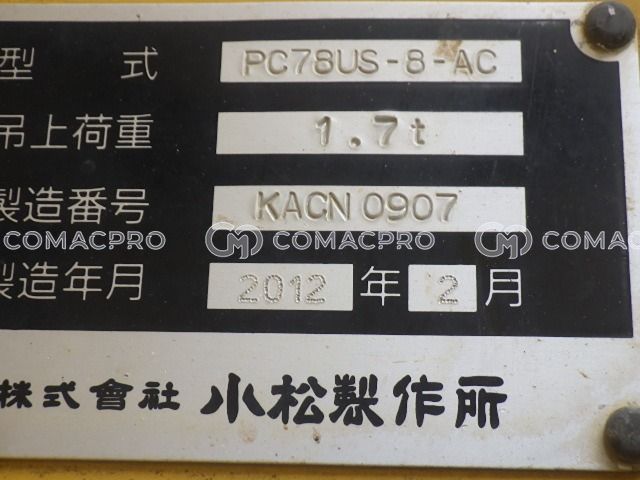 型 式 PC78US-8-AC
吊上荷重 1.7t
製造番号 KACN 0907
COMACPRO COMACPRO COMACPRO
製造年月 2012 年 2 月
株式會社 小松製作所